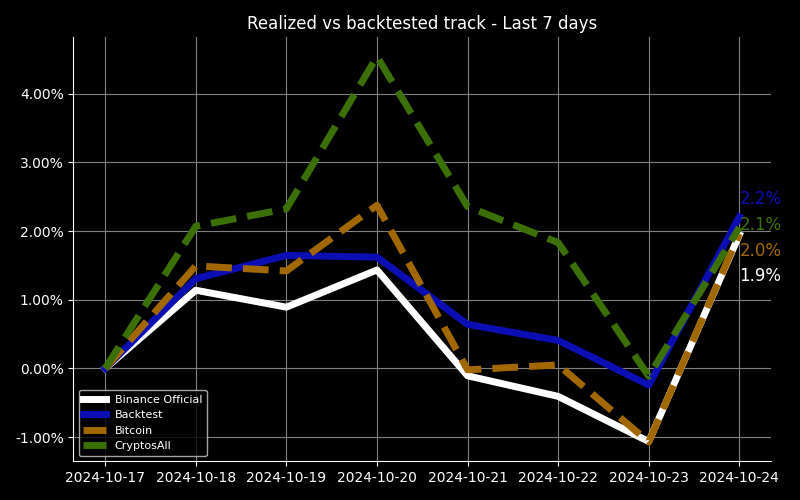 Realized vs backtested track - Last 7 days
4.00%
3.00%
2.00%
1.00%
0.00%
-1.00%
2.2%
2.1%
2.0%
1.9%
Binance Official
Backtest
Bitcoin
CryptosAll
2024-10-17 2024-10-18 2024-10-19 2024-10-20 2024-10-21 2024-10-22 2024-10-23 2024-10-24